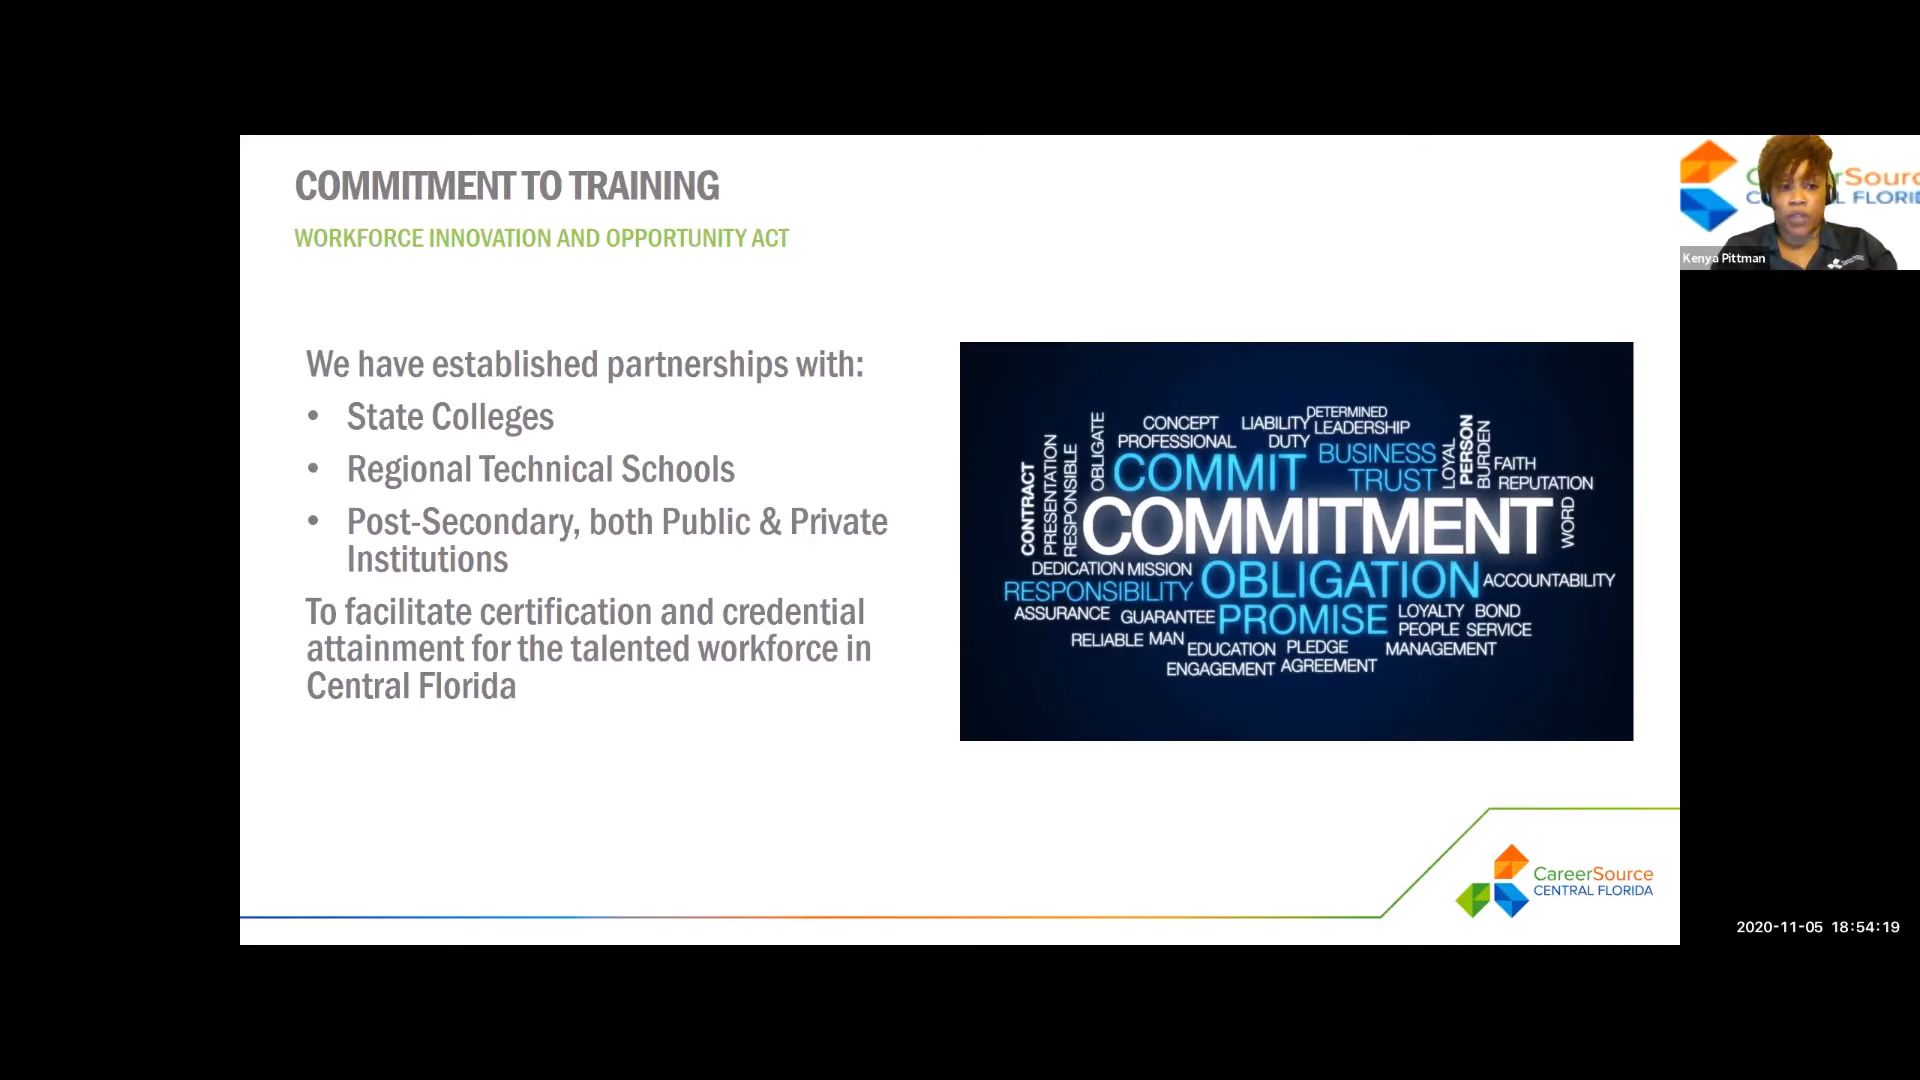 COMMITMENT TO TRAINING
WORKFORCE INNOVATION AND OPPORTUNITY ACT
We have established partnerships with:
• State Colleges
• Regional Technical Schools
• Post-Secondary, both Public & Private
Institutions
To facilitate certification and credential
attainment for the talented workforce in
Central Florida
CONTRACT
PRESENTATION
RESPONSIBLE
OBLIGATE
CONCEPT
LIABILITY
DETERMINED
PROFESSIONAL
DUTY
LEADERSHIP
COMMIT
BUSINESS
TRUST
LOYAL
PERSON
BURDEN
FAITH
REPUTATION
COMMITMENT
WORD
DEDICATION MISSION
RESPONSIBILITY
OBLIGATION
ACCOUNTABILITY
ASSURANCE
GUARANTEE
PROMISE
LOYALTY BOND
PEOPLE SERVICE
RELIABLE MAN
EDUCATION
PLEDGE
MANAGEMENT
ENGAGEMENT
AGREEMENT
CareerSource
CENTRAL FLORIDA
Kenya Pittman
2020-11-05 18:54:19